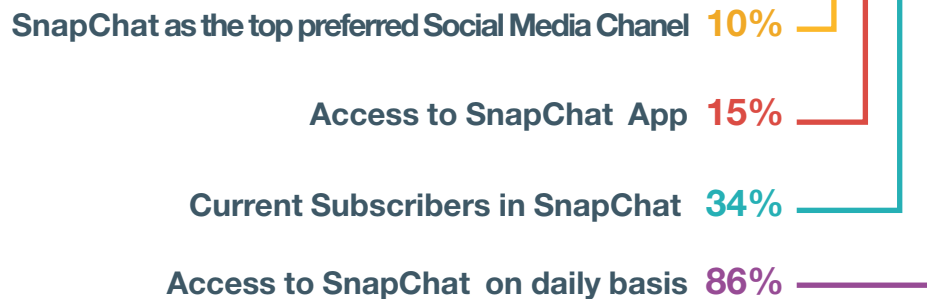 SnapChat as the top preferred Social Media Chanel 10%
Access to SnapChat App 15%
Current Subscribers in SnapChat 34%
Access to SnapChat on daily basis 86%